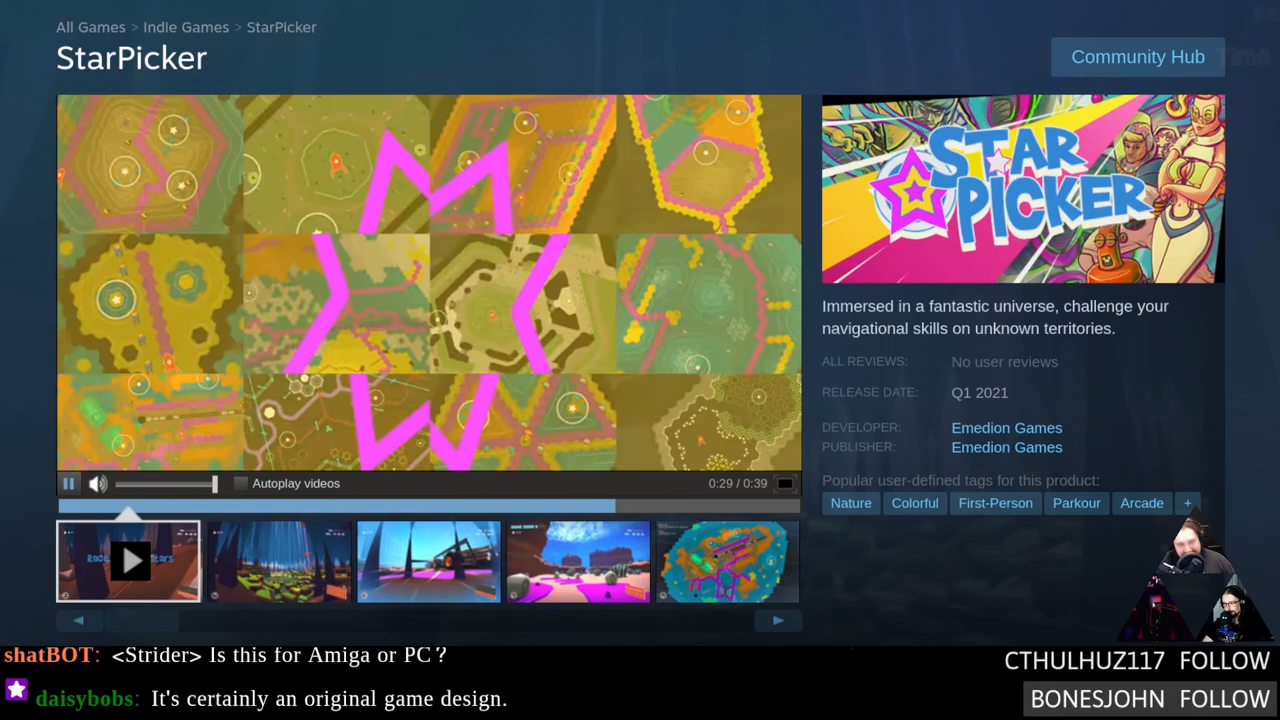 All Games > Indie Games > StarPicker
StarPicker
Community Hub
STAR
PICKER
Immersed in a fantastic universe, challenge your
navigational skills on unknown territories.
ALL REVIEWS: No user reviews
RELEASE DATE: Q1 2021
DEVELOPER: Emedion Games
PUBLISHER: Emedion Games
Popular user-defined tags for this product:
Nature Colorful First-Person Parkour Arcade +
Autoplay videos 0:29 / 0:39
shatBOT: <Strider> Is this for Amiga or PC?
daisybobs: It's certainly an original game design.
CTHULHUZ117 FOLLOW
BONESJOHN FOLLOW